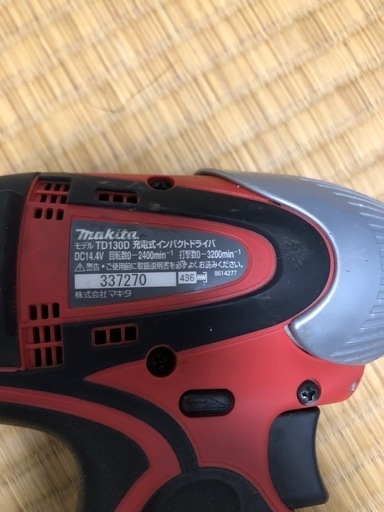 makita
モデル TD130D 充電式インパクトドライバ
DC14.4V 回転数0-2400min⁻¹ 打撃数0-3200min⁻¹
⚠警告・ご使用前に取扱説明書を必ずよくお読みください。
8614277
337270 436
株式会社 マキタ